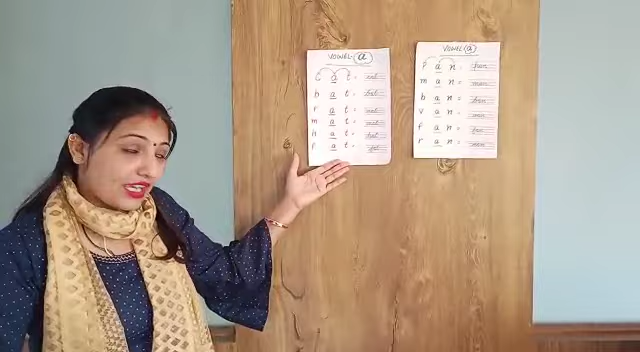 VOWEL - a
c a t = cat
b a t = bat
r a t = rat
m a t = mat
h a t = hat
f a t = fat
VOWEL - a
p a n = pan
m a n = man
b a n = ban
v a n = van
f a n = fan
r a n = ran